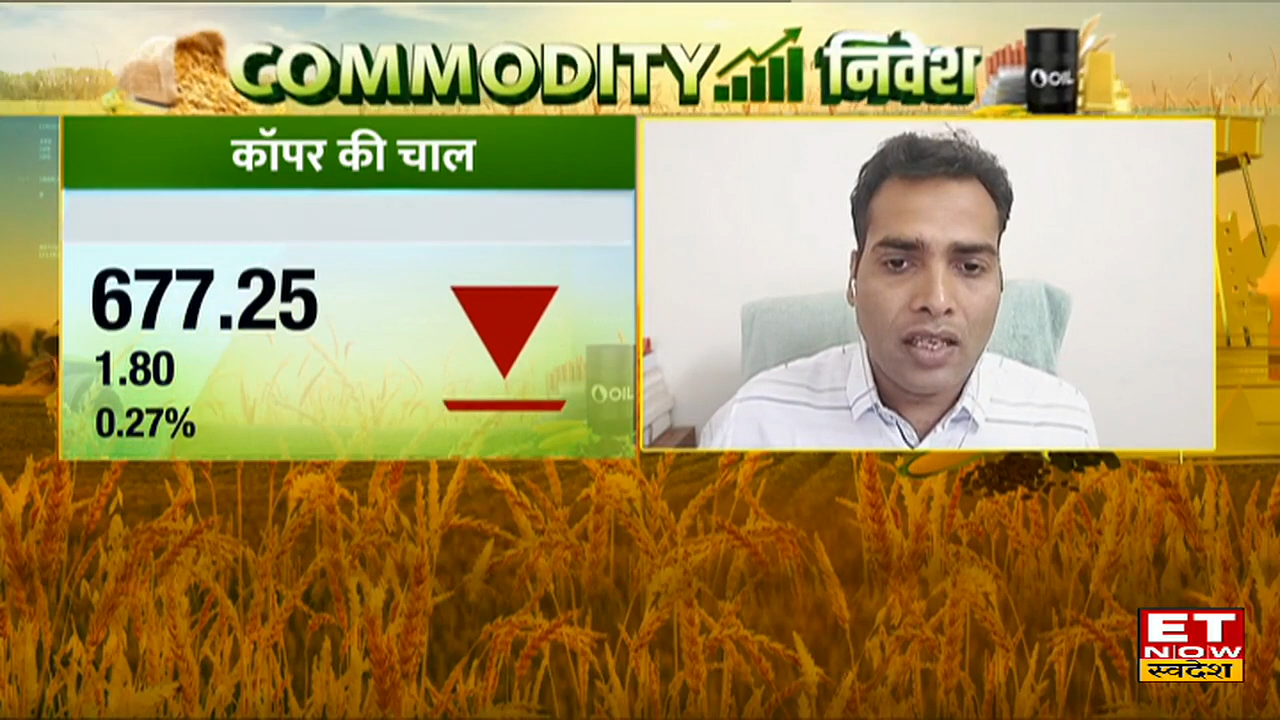 COMMODITY निवेश
OIL
कॉपर की चाल
677.25
1.80
0.27%
OIL
ET
NOW
स्वदेश